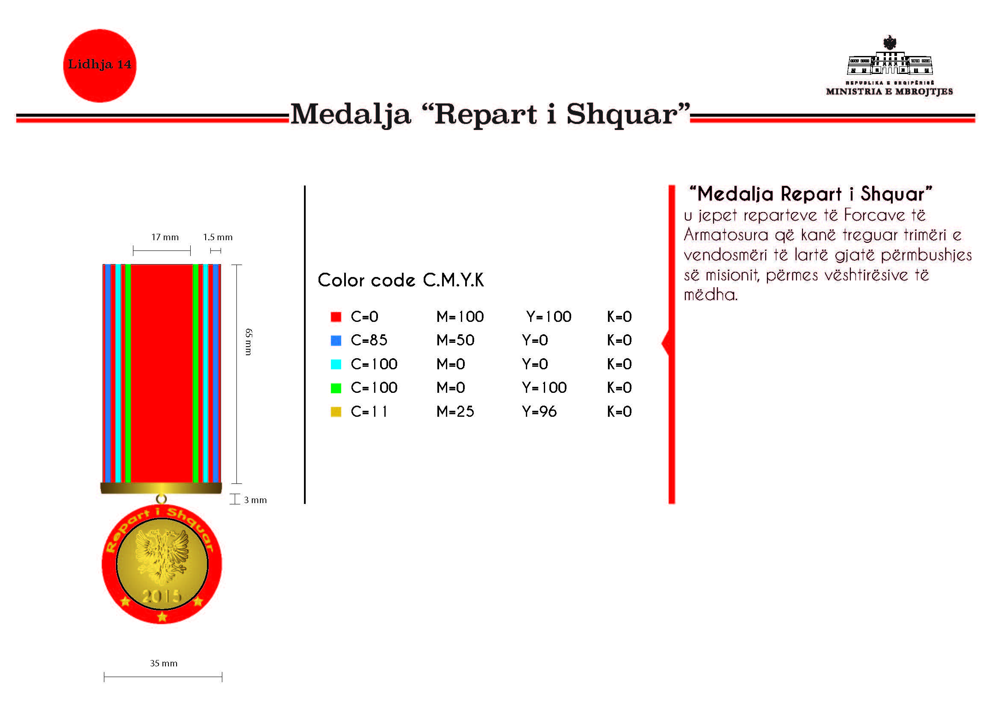 Lidhja 14
REPUBLIKA E SHQIPËRISË
MINISTRIA E MBROJTJES
Medalja “Repart i Shquar”
“Medalja Repart i Shquar”
u jepet reparteve të Forcave të
Armatosura që kanë treguar trimëri e
vendosmëri të lartë gjatë përmbushjes
së misionit, përmes vështirësive të
mëdha.
17 mm 1.5 mm
65 mm
3 mm
Color code C.M.Y.K
C=0 M=100 Y=100 K=0
C=85 M=50 Y=0 K=0
C=100 M=0 Y=0 K=0
C=100 M=0 Y=100 K=0
C=11 M=25 Y=96 K=0
Repart i Shquar
2015
35 mm